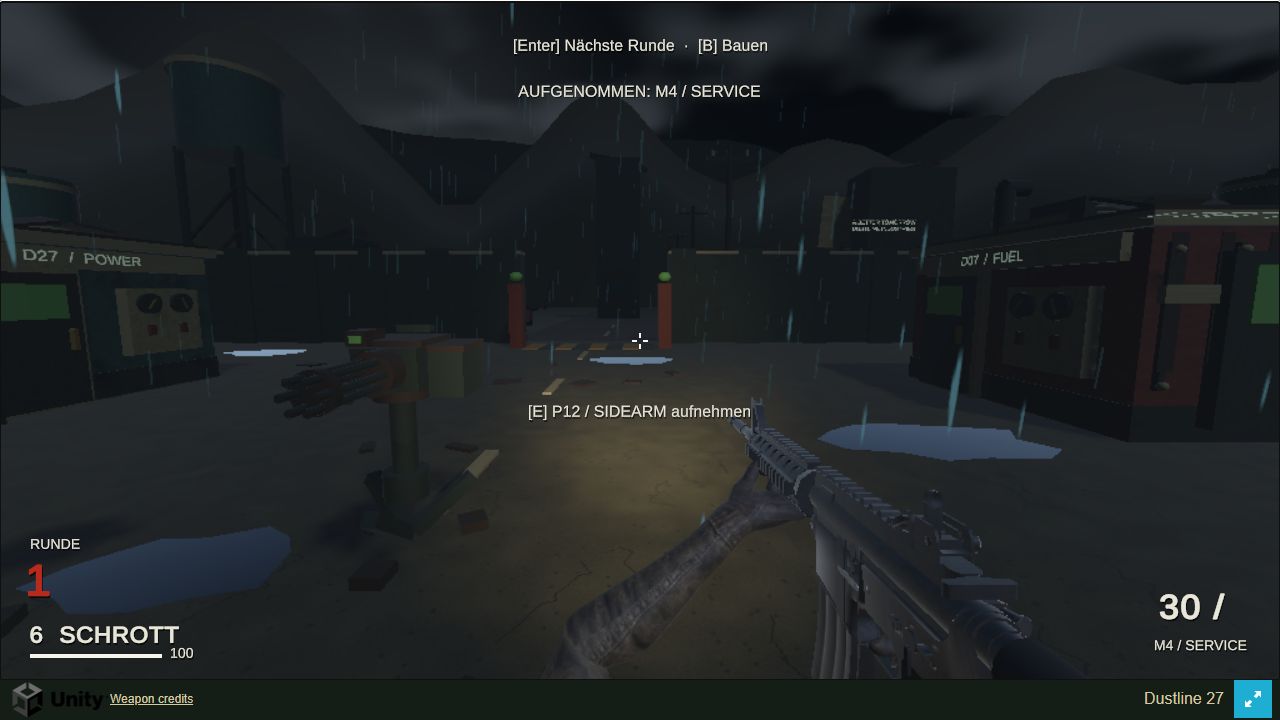 [Enter] Nächste Runde · [B] Bauen
AUFGENOMMEN: M4 / SERVICE
D27 / POWER
D07 / FUEL
[E] P12 / SIDEARM aufnehmen
RUNDE
1
6 SCHROTT
100
30 /
M4 / SERVICE
Unity
Weapon credits
Dustline 27